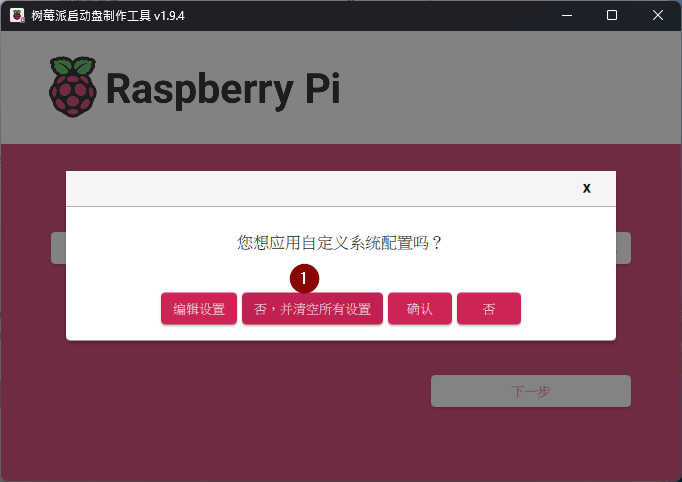 树莓派启动盘制作工具 v1.9.4
Raspberry Pi
x
您想应用自定义系统配置吗？
1
编辑设置 否，并清空所有设置 确认 否
下一步